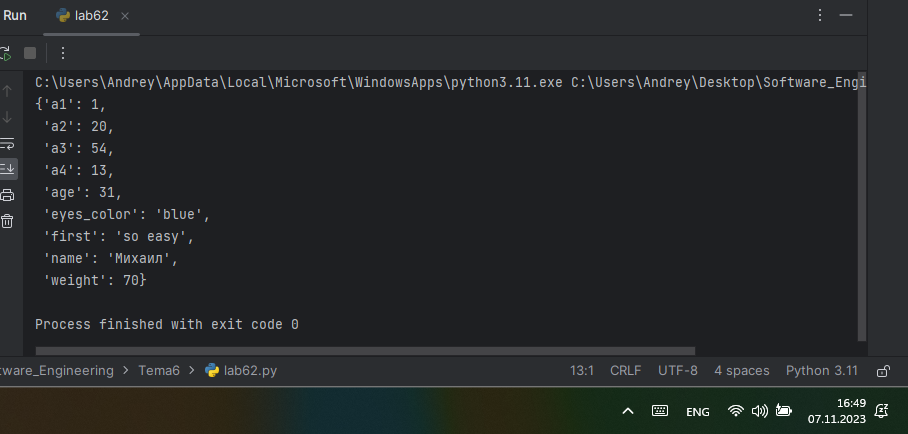 Run lab62
C:\Users\Andrey\AppData\Local\Microsoft\WindowsApps\python3.11.exe C:\Users\Andrey\Desktop\Software_Engi
{'a1': 1,
'a2': 20,
'a3': 54,
'a4': 13,
'age': 31,
'eyes_color': 'blue',
'first': 'so easy',
'name': 'Михаил',
'weight': 70}
Process finished with exit code 0
tware_Engineering > Tema6 > lab62.py 13:1 CRLF UTF-8 4 spaces Python 3.11
ENG 16:49
07.11.2023